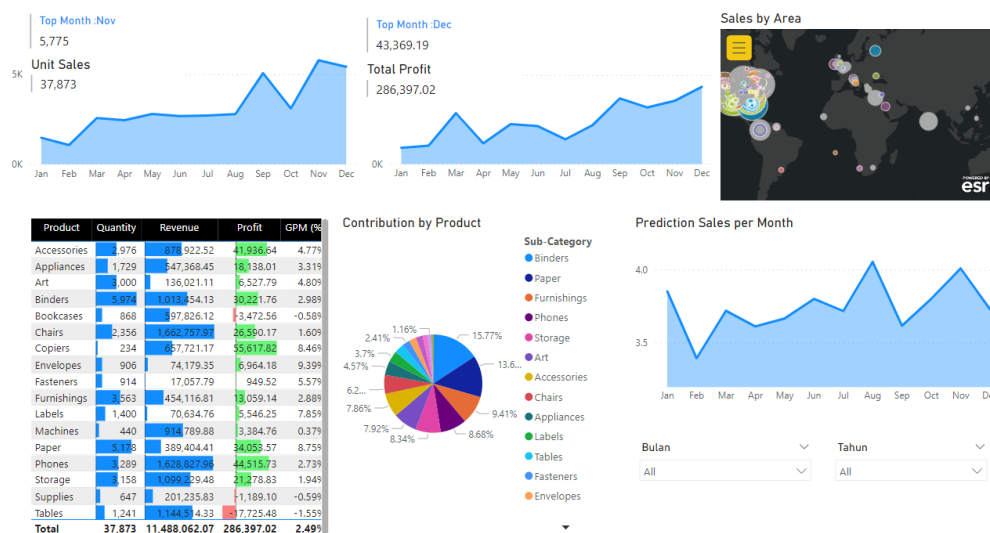 Top Month :Nov
5,775
Unit Sales
37,873
5K
0K
Jan Feb Mar Apr May Jun Jul Aug Sep Oct Nov Dec
Top Month :Dec
43,369.19
Total Profit
286,397.02
0K
Jan Feb Mar Apr May Jun Jul Aug Sep Oct Nov Dec
Sales by Area
POWERED BY
esr
Product Quantity Revenue Profit GPM (%
Accessories 2,976 878,922.52 41,936.64 4.77%
Appliances 1,729 547,368.45 18,138.01 3.31%
Art 3,000 136,021.11 6,527.79 4.80%
Binders 5,974 1,013,454.13 30,221.76 2.98%
Bookcases 868 597,826.12 -3,472.56 -0.58%
Chairs 2,356 1,662,757.97 26,590.17 1.60%
Copiers 234 657,721.17 55,617.82 8.46%
Envelopes 906 74,179.35 6,964.18 9.39%
Fasteners 914 17,057.79 949.52 5.57%
Furnishings 3,563 454,116.81 13,059.14 2.88%
Labels 1,400 70,634.76 5,546.25 7.85%
Machines 440 914,789.88 3,384.76 0.37%
Paper 5,178 389,404.41 34,053.57 8.75%
Phones 3,289 1,628,827.96 44,515.73 2.73%
Storage 3,158 1,099,229.48 21,278.83 1.94%
Supplies 647 201,235.83 -1,189.10 -0.59%
Tables 1,241 1,144,514.33 -17,725.48 -1.55%
Total 37,873 11,488,062.07 286,397.02 2.49%
Contribution by Product
15.77%
13.6...
9.41%
8.68%
8.34%
7.92%
7.86%
6.2...
4.57%
3.7%
2.41%
1.16%
Sub-Category
Binders
Paper
Furnishings
Phones
Storage
Art
Accessories
Chairs
Appliances
Labels
Tables
Fasteners
Envelopes
Prediction Sales per Month
4.0
3.5
Jan Feb Mar Apr May Jun Jul Aug Sep Oct Nov De
Bulan
All
Tahun
All